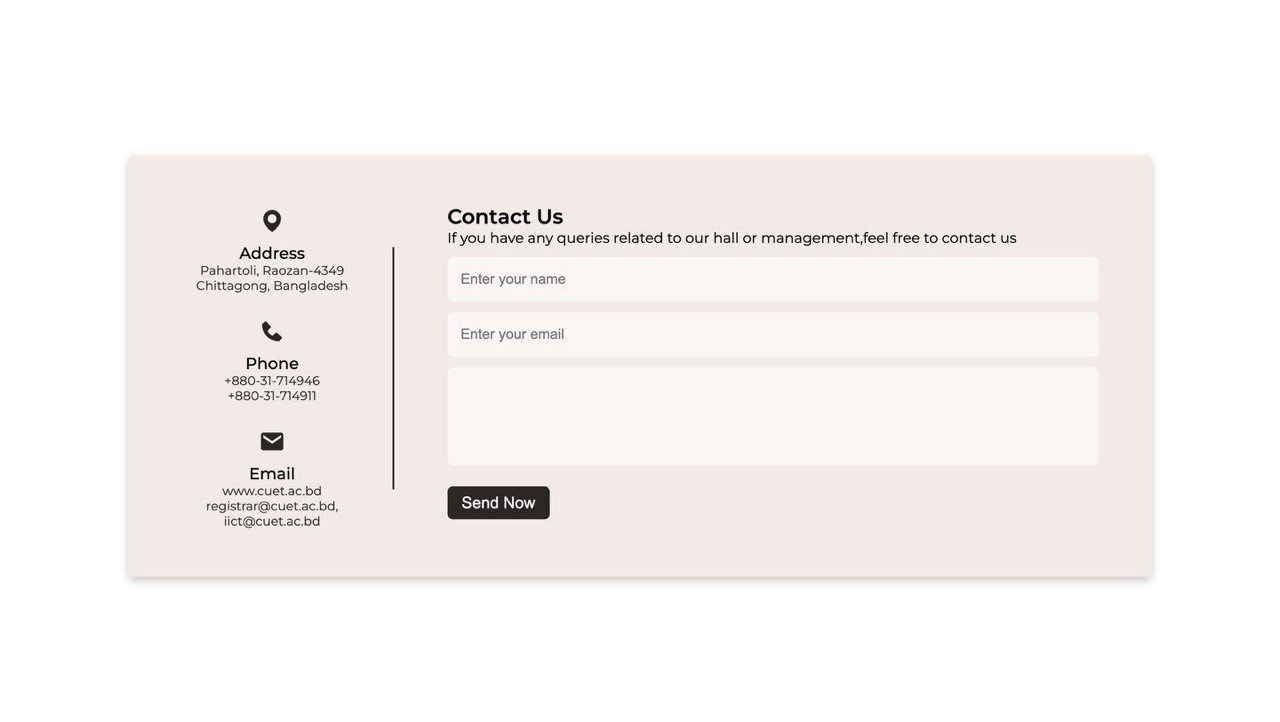 Address
Pahartoli, Raozan-4349
Chittagong, Bangladesh
Phone
+880-31-714946
+880-31-714911
Email
www.cuet.ac.bd
registrar@cuet.ac.bd,
iict@cuet.ac.bd
Contact Us
If you have any queries related to our hall or management,feel free to contact us
Enter your name
Enter your email
Send Now